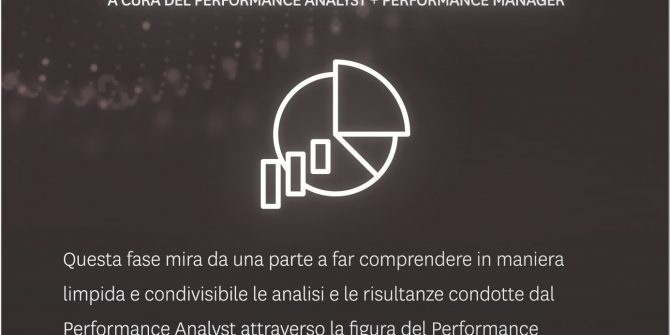 A CURA DEL PERFORMANCE ANALYST + PERFORMANCE MANAGER
Questa fase mira da una parte a far comprendere in maniera
limpida e condivisibile le analisi e le risultanze condotte dal
Performance Analyst attraverso la figura del Performance